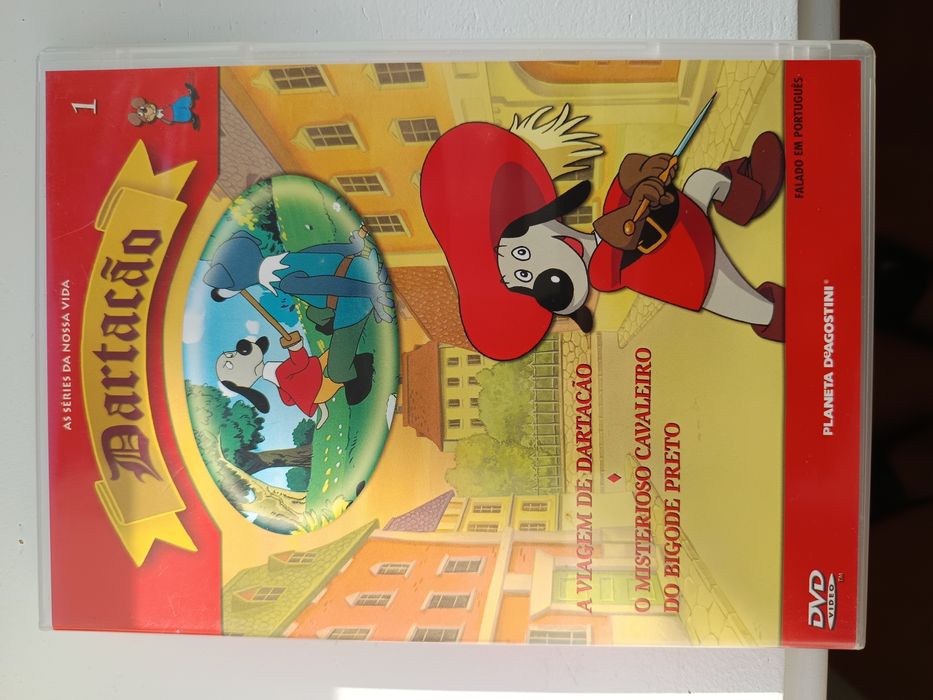 AS SÉRIES DA NOSSA VIDA
1
Dartacão
A VIAGEM DE DARTACÃO
O MISTERIOSO CAVALEIRO
DO BIGODE PRETO
FALADO EM PORTUGUÊS
DVD
VIDEO™
PLANETA DeAGOSTINI®